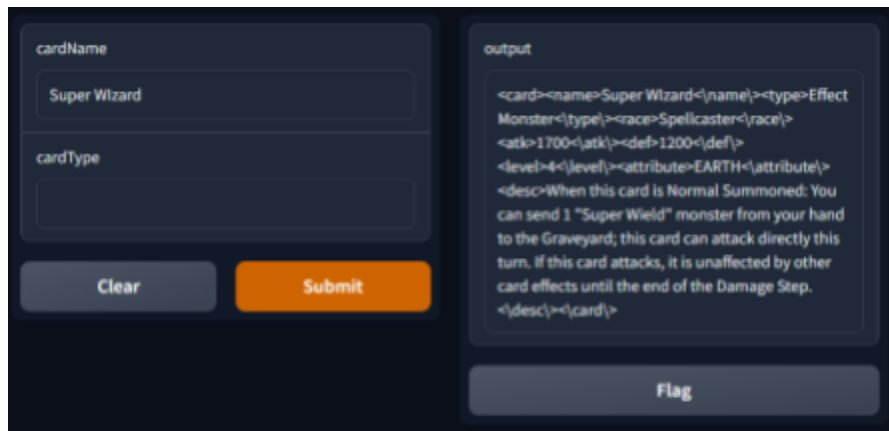 cardName
Super WIzard
cardType
Clear
Submit
output
<card><name>Super WIzard<\name\><type>Effect
Monster<\type\><race>Spellcaster<\race\>
<atk>1700<\atk\><def>1200<\def\>
<level>4<\level\><attribute>EARTH<\attribute\>
<desc>When this card is Normal Summoned: You
can send 1 "Super Wield" monster from your hand
to the Graveyard; this card can attack directly this
turn. If this card attacks, it is unaffected by other
card effects until the end of the Damage Step.
<\desc\><\card\>
Flag